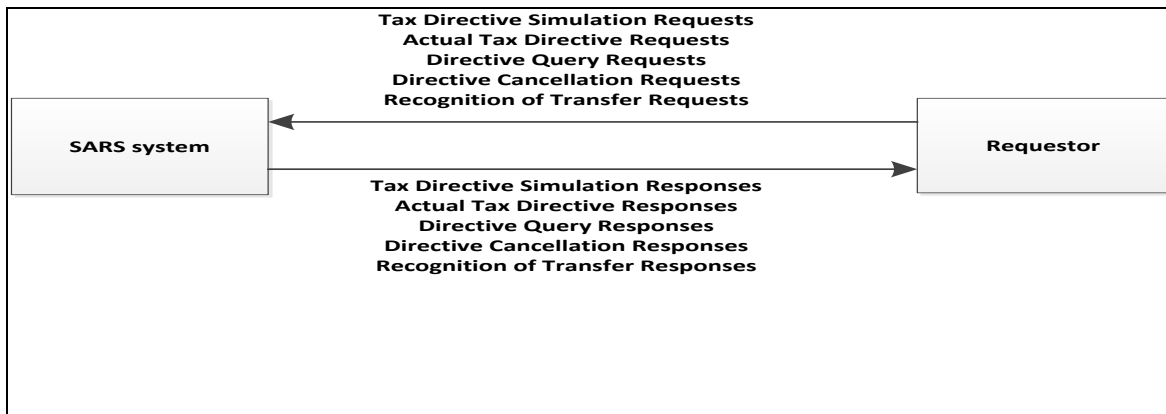 Tax Directive Simulation Requests
Actual Tax Directive Requests
Directive Query Requests
Directive Cancellation Requests
Recognition of Transfer Requests
SARS system
Requestor
Tax Directive Simulation Responses
Actual Tax Directive Responses
Directive Query Responses
Directive Cancellation Responses
Recognition of Transfer Responses